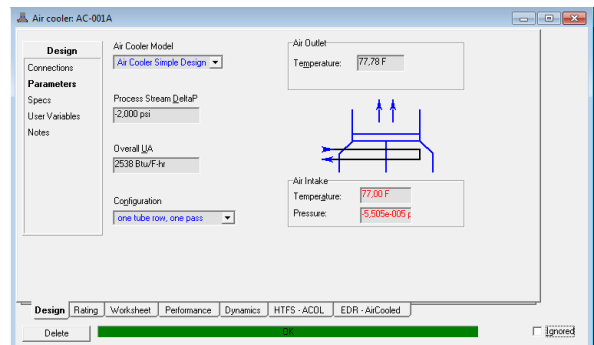 Air cooler: AC-001A
Design
Connections
Parameters
Specs
User Variables
Notes
Air Cooler Model
Air Cooler Simple Design
Process Stream DeltaP
-2,000 psi
Overall UA
2538 Btu/F-hr
Configuration
one tube row, one pass
Air Outlet
Temperature: 77,78 F
Air Intake
Temperature: 77,00 F
Pressure: -5,505e-005 p
Design Rating Worksheet Performance Dynamics HTFS - ACOL EDR - AirCooled
Delete OK Ignored